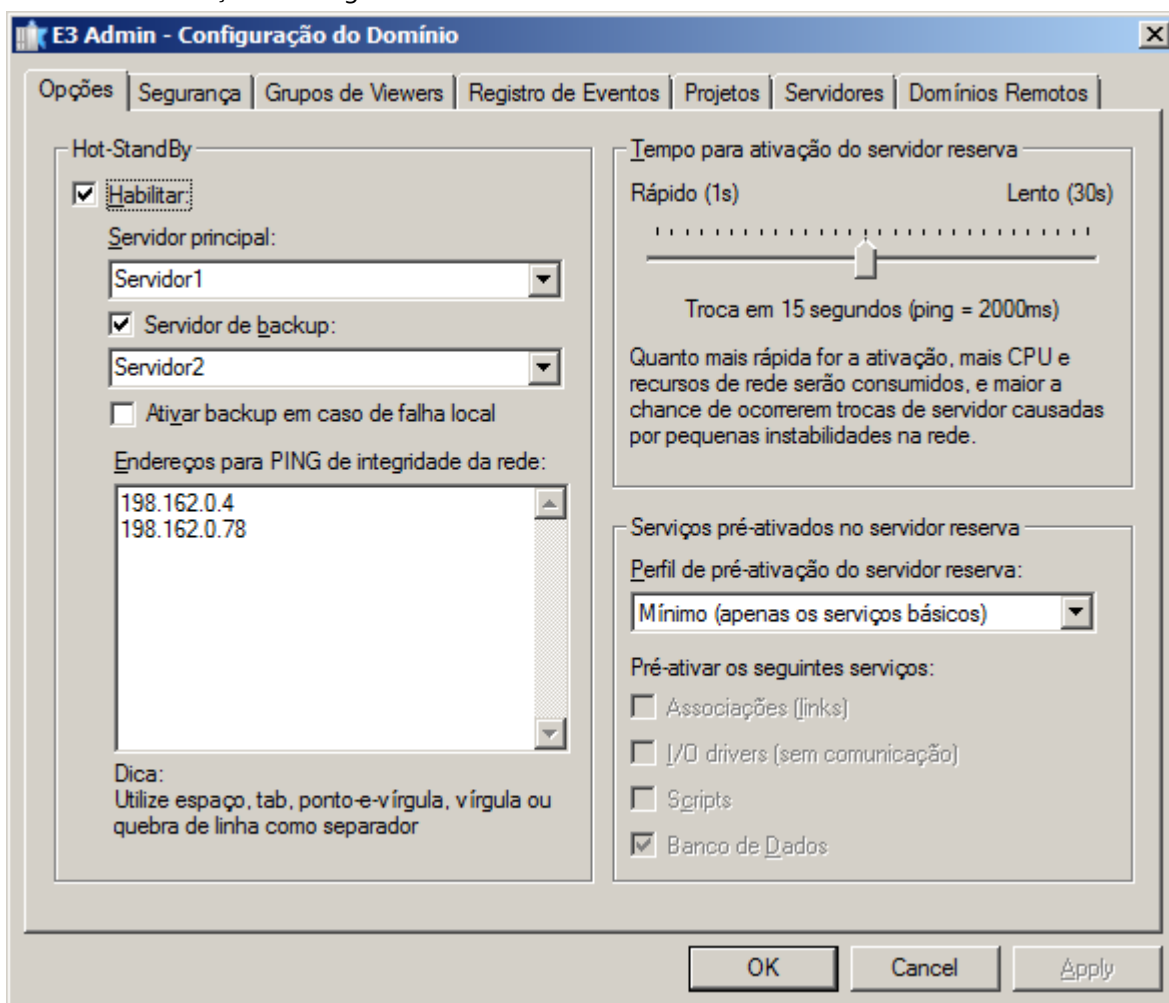 E3 Admin - Configuração do Domínio
Opções Segurança Grupos de Viewers Registro de Eventos Projetos Servidores Domínios Remotos
Hot-StandBy
Habilitar:
Servidor principal:
Servidor1
Servidor de backup:
Servidor2
Ativar backup em caso de falha local
Endereços para PING de integridade da rede:
198.162.0.4
198.162.0.78
Dica:
Utilize espaço, tab, ponto-e-vírgula, vírgula ou
quebra de linha como separador
Tempo para ativação do servidor reserva
Rápido (1s) Lento (30s)
Troca em 15 segundos (ping = 2000ms)
Quanto mais rápida for a ativação, mais CPU e
recursos de rede serão consumidos, e maior a
chance de ocorrerem trocas de servidor causadas
por pequenas instabilidades na rede.
Serviços pré-ativados no servidor reserva
Perfil de pré-ativação do servidor reserva:
Mínimo (apenas os serviços básicos)
Pré-ativar os seguintes serviços:
Associações (links)
I/O drivers (sem comunicação)
Scripts
Banco de Dados
OK Cancel Apply